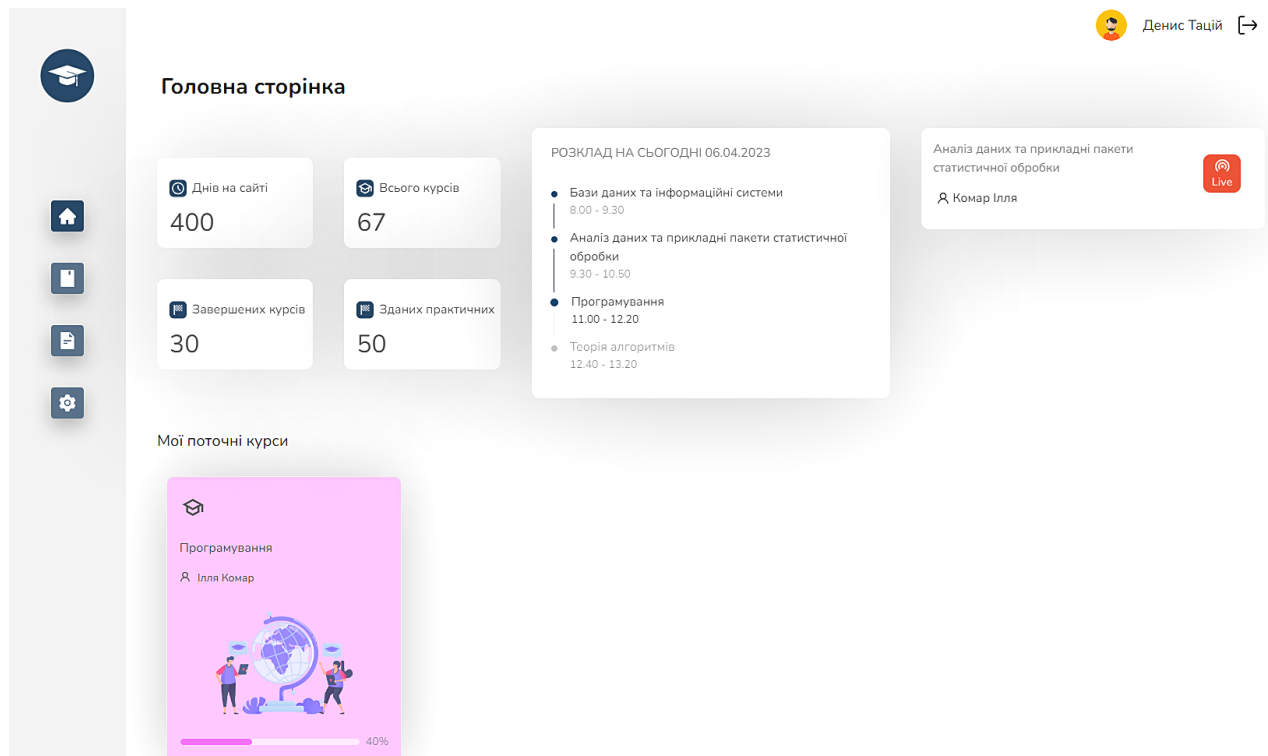 Денис Тацій
Головна сторінка
Днів на сайті
400
Всього курсів
67
Завершених курсів
30
Зданих практичних
50
РОЗКЛАД НА СЬОГОДНІ 06.04.2023
Бази даних та інформаційні системи
8.00 - 9.30
Аналіз даних та прикладні пакети статистичної
обробки
9.30 - 10.50
Програмування
11.00 - 12.20
Теорія алгоритмів
12.40 - 13.20
Аналіз даних та прикладні пакети
статистичної обробки
Комар Ілля
Live
Мої поточні курси
Програмування
Ілля Комар
40%